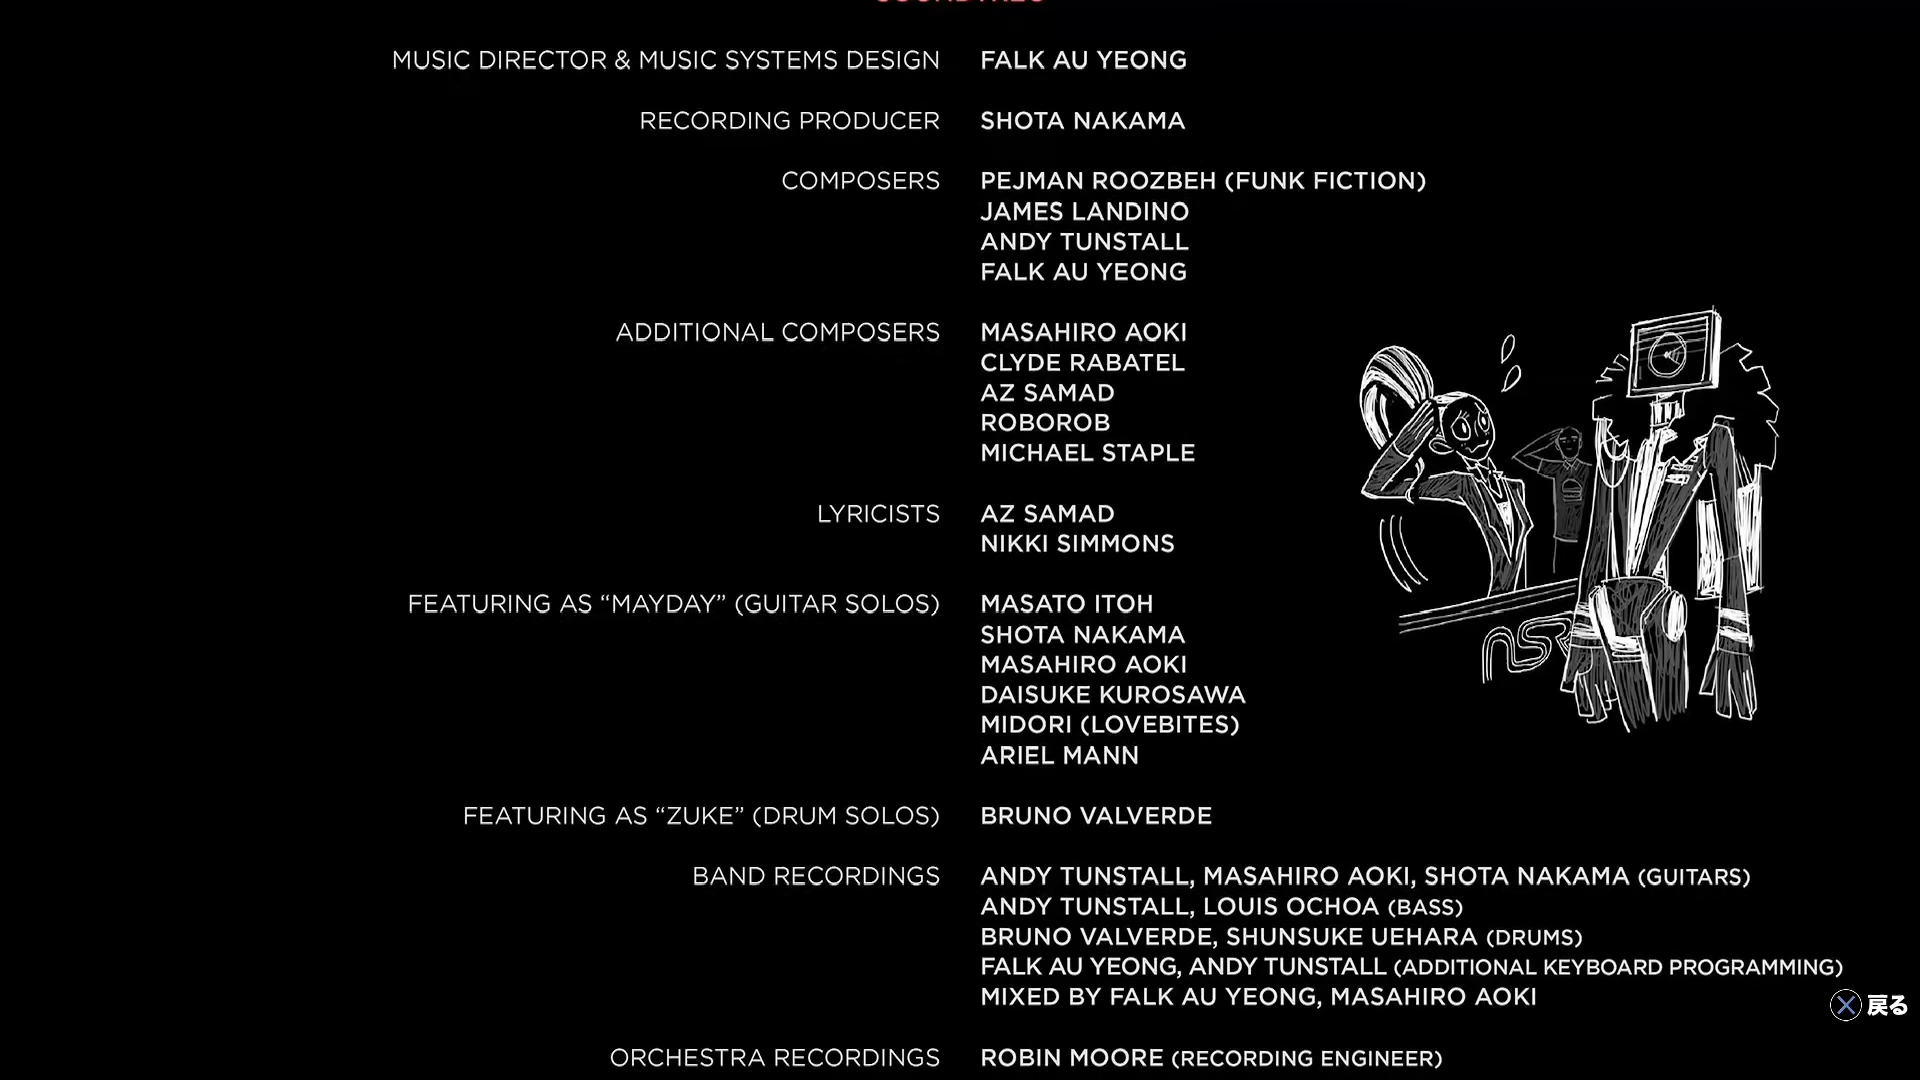 MUSIC DIRECTOR & MUSIC SYSTEMS DESIGN FALK AU YEONG
RECORDING PRODUCER SHOTA NAKAMA
COMPOSERS PEJMAN ROOZBEH (FUNK FICTION)
JAMES LANDINO
ANDY TUNSTALL
FALK AU YEONG
ADDITIONAL COMPOSERS MASAHIRO AOKI
CLYDE RABATEL
AZ SAMAD
ROBOROB
MICHAEL STAPLE
LYRICISTS AZ SAMAD
NIKKI SIMMONS
FEATURING AS “MAYDAY” (GUITAR SOLOS) MASATO ITOH
SHOTA NAKAMA
MASAHIRO AOKI
DAISUKE KUROSAWA
MIDORI (LOVEBITES)
ARIEL MANN
NSR
FEATURING AS “ZUKE” (DRUM SOLOS) BRUNO VALVERDE
BAND RECORDINGS ANDY TUNSTALL, MASAHIRO AOKI, SHOTA NAKAMA (GUITARS)
ANDY TUNSTALL, LOUIS OCHOA (BASS)
BRUNO VALVERDE, SHUNSUKE UEHARA (DRUMS)
FALK AU YEONG, ANDY TUNSTALL (ADDITIONAL KEYBOARD PROGRAMMING)
MIXED BY FALK AU YEONG, MASAHIRO AOKI
戻る
ORCHESTRA RECORDINGS ROBIN MOORE (RECORDING ENGINEER)